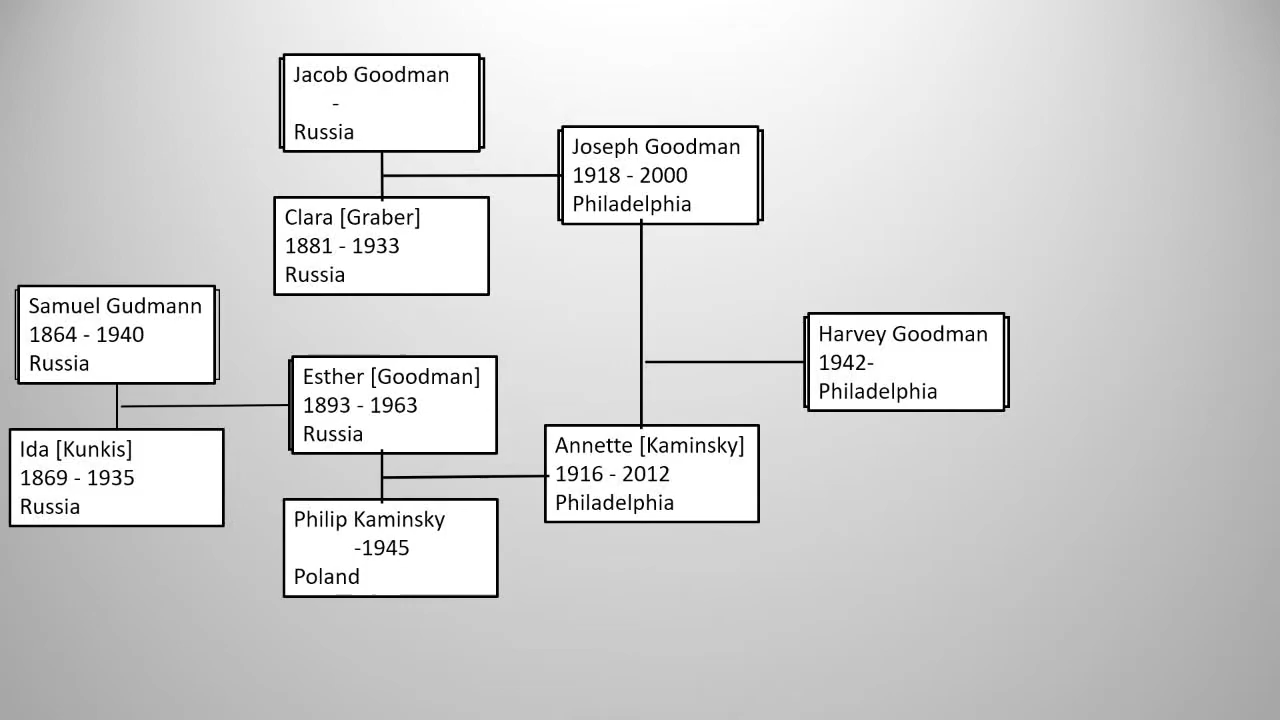 Jacob Goodman
-
Russia
Clara [Graber]
1881 - 1933
Russia
Joseph Goodman
1918 - 2000
Philadelphia
Samuel Gudmann
1864 - 1940
Russia
Ida [Kunkis]
1869 - 1935
Russia
Esther [Goodman]
1893 - 1963
Russia
Philip Kaminsky
-1945
Poland
Annette [Kaminsky]
1916 - 2012
Philadelphia
Harvey Goodman
1942-
Philadelphia